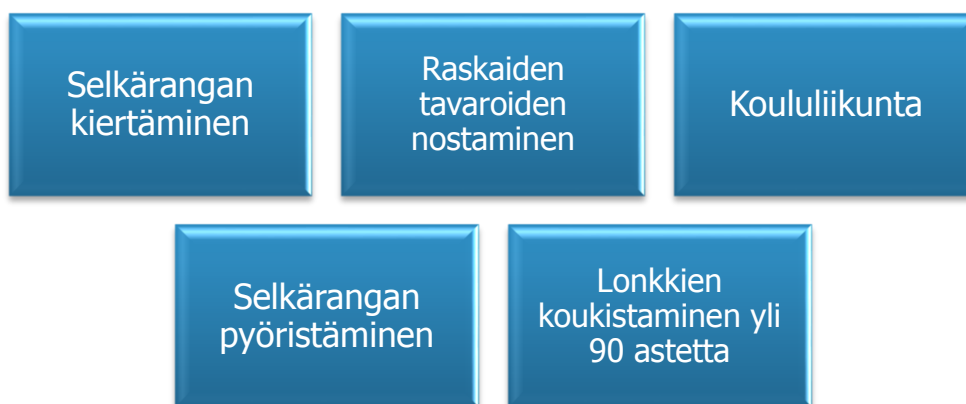 Selkärangan
kiertäminen
Raskaiden
tavaroiden
nostaminen
Koululiikunta
Selkärangan
pyöristäminen
Lonkkien
koukistaminen yli
90 astetta